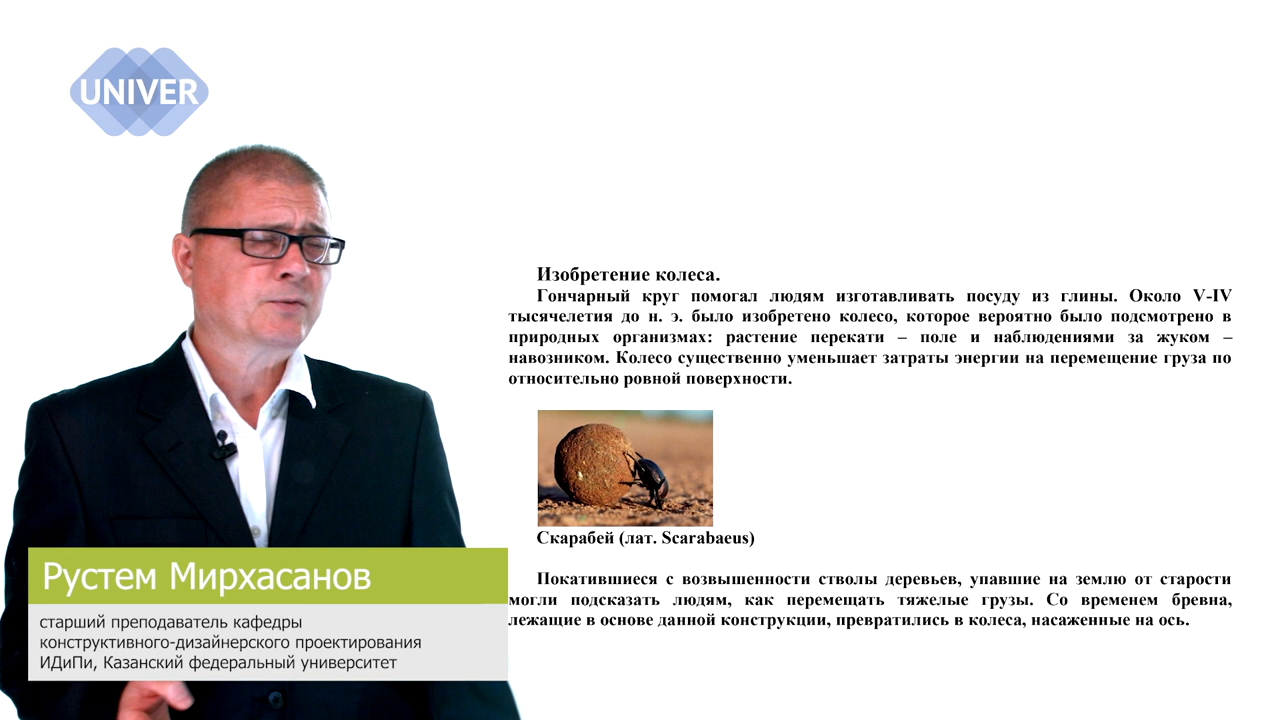 UNIVER
Изобретение колеса.
Гончарный круг помогал людям изготавливать посуду из глины. Около V-IV
тысячелетия до н. э. было изобретено колесо, которое вероятно было подсмотрено в
природных организмах: растение перекати – поле и наблюдениями за жуком –
навозником. Колесо существенно уменьшает затраты энергии на перемещение груза по
относительно ровной поверхности.
Скарабей (лат. Scarabaeus)
Покатившиеся с возвышенности стволы деревьев, упавшие на землю от старости
могли подсказать людям, как перемещать тяжелые грузы. Со временем бревна,
лежащие в основе данной конструкции, превратились в колеса, насаженные на ось.
Рустем Мирхасанов
старший преподаватель кафедры
конструктивного-дизайнерского проектирования
ИДиПи, Казанский федеральный университет